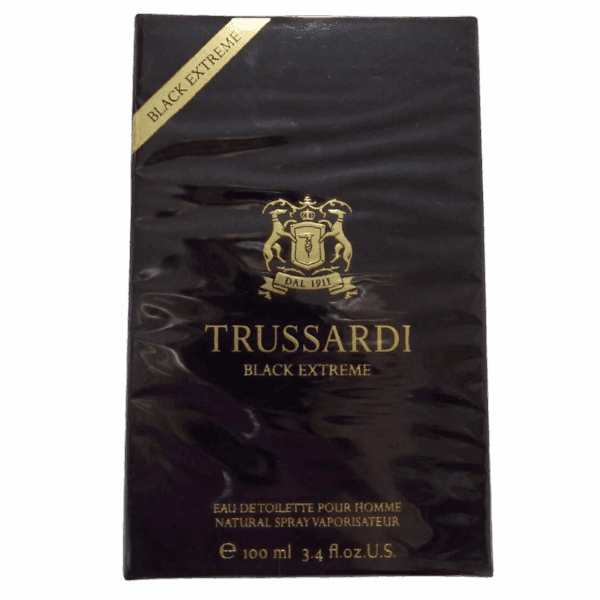 BLACK EXTREME
DAL 1911
TRUSSARDI
BLACK EXTREME
EAU DE TOILETTE POUR HOMME
NATURAL SPRAY VAPORISATEUR
℮ 100 ml 3.4 fl.oz.U.S.